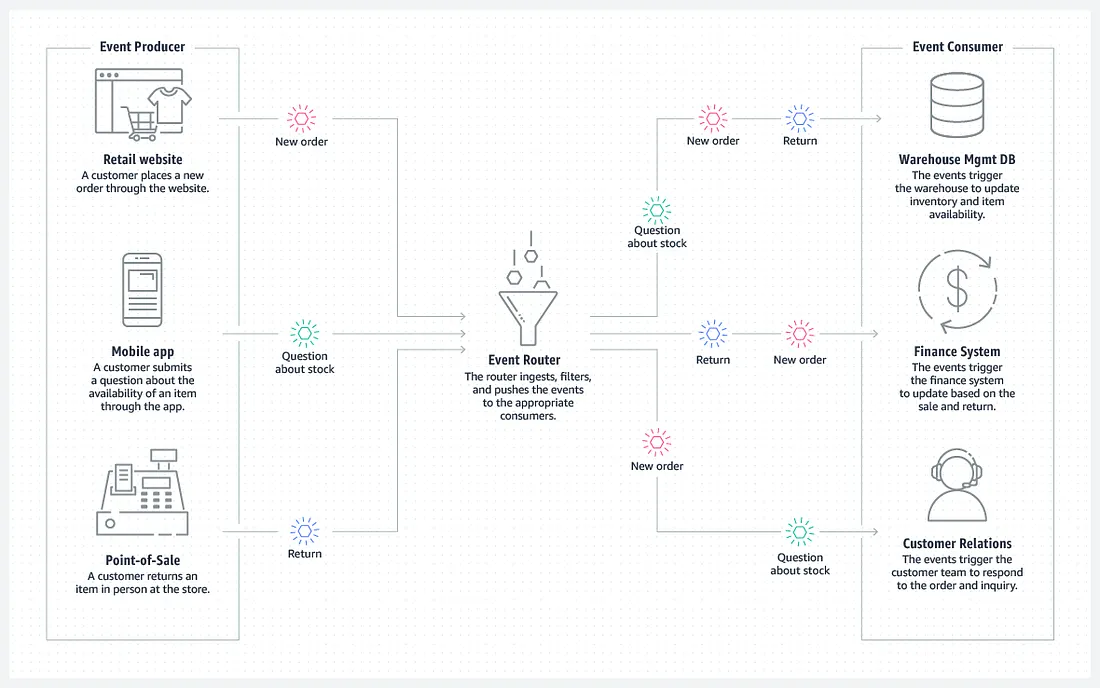 Event Producer
Retail website
A customer places a new
order through the website.
Mobile app
A customer submits
a question about the
availability of an item
through the app.
Point-of-Sale
A customer returns an
item in person at the store.
New order
Question
about stock
Return
Event Router
The router ingests, filters,
and pushes the events
to the appropriate
consumers.
New order
Return
Question
about stock
Return
New order
New order
Question
about stock
Event Consumer
Warehouse Mgmt DB
The events trigger
the warehouse to update
inventory and item
availability.
Finance System
The events trigger
the finance system
to update based on the
sale and return.
Customer Relations
The events trigger the
customer team to respond
to the order and inquiry.